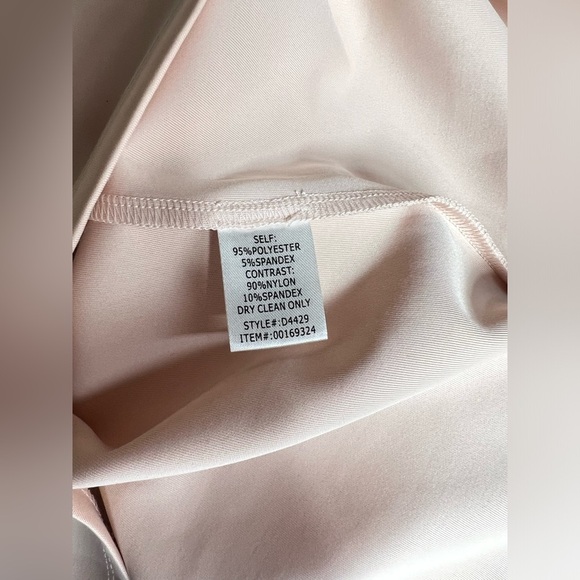 SELF:
95%POLYESTER
5%SPANDEX
CONTRAST:
90%NYLON
10%SPANDEX
DRY CLEAN ONLY
STYLE#:D4429
ITEM#:00169324